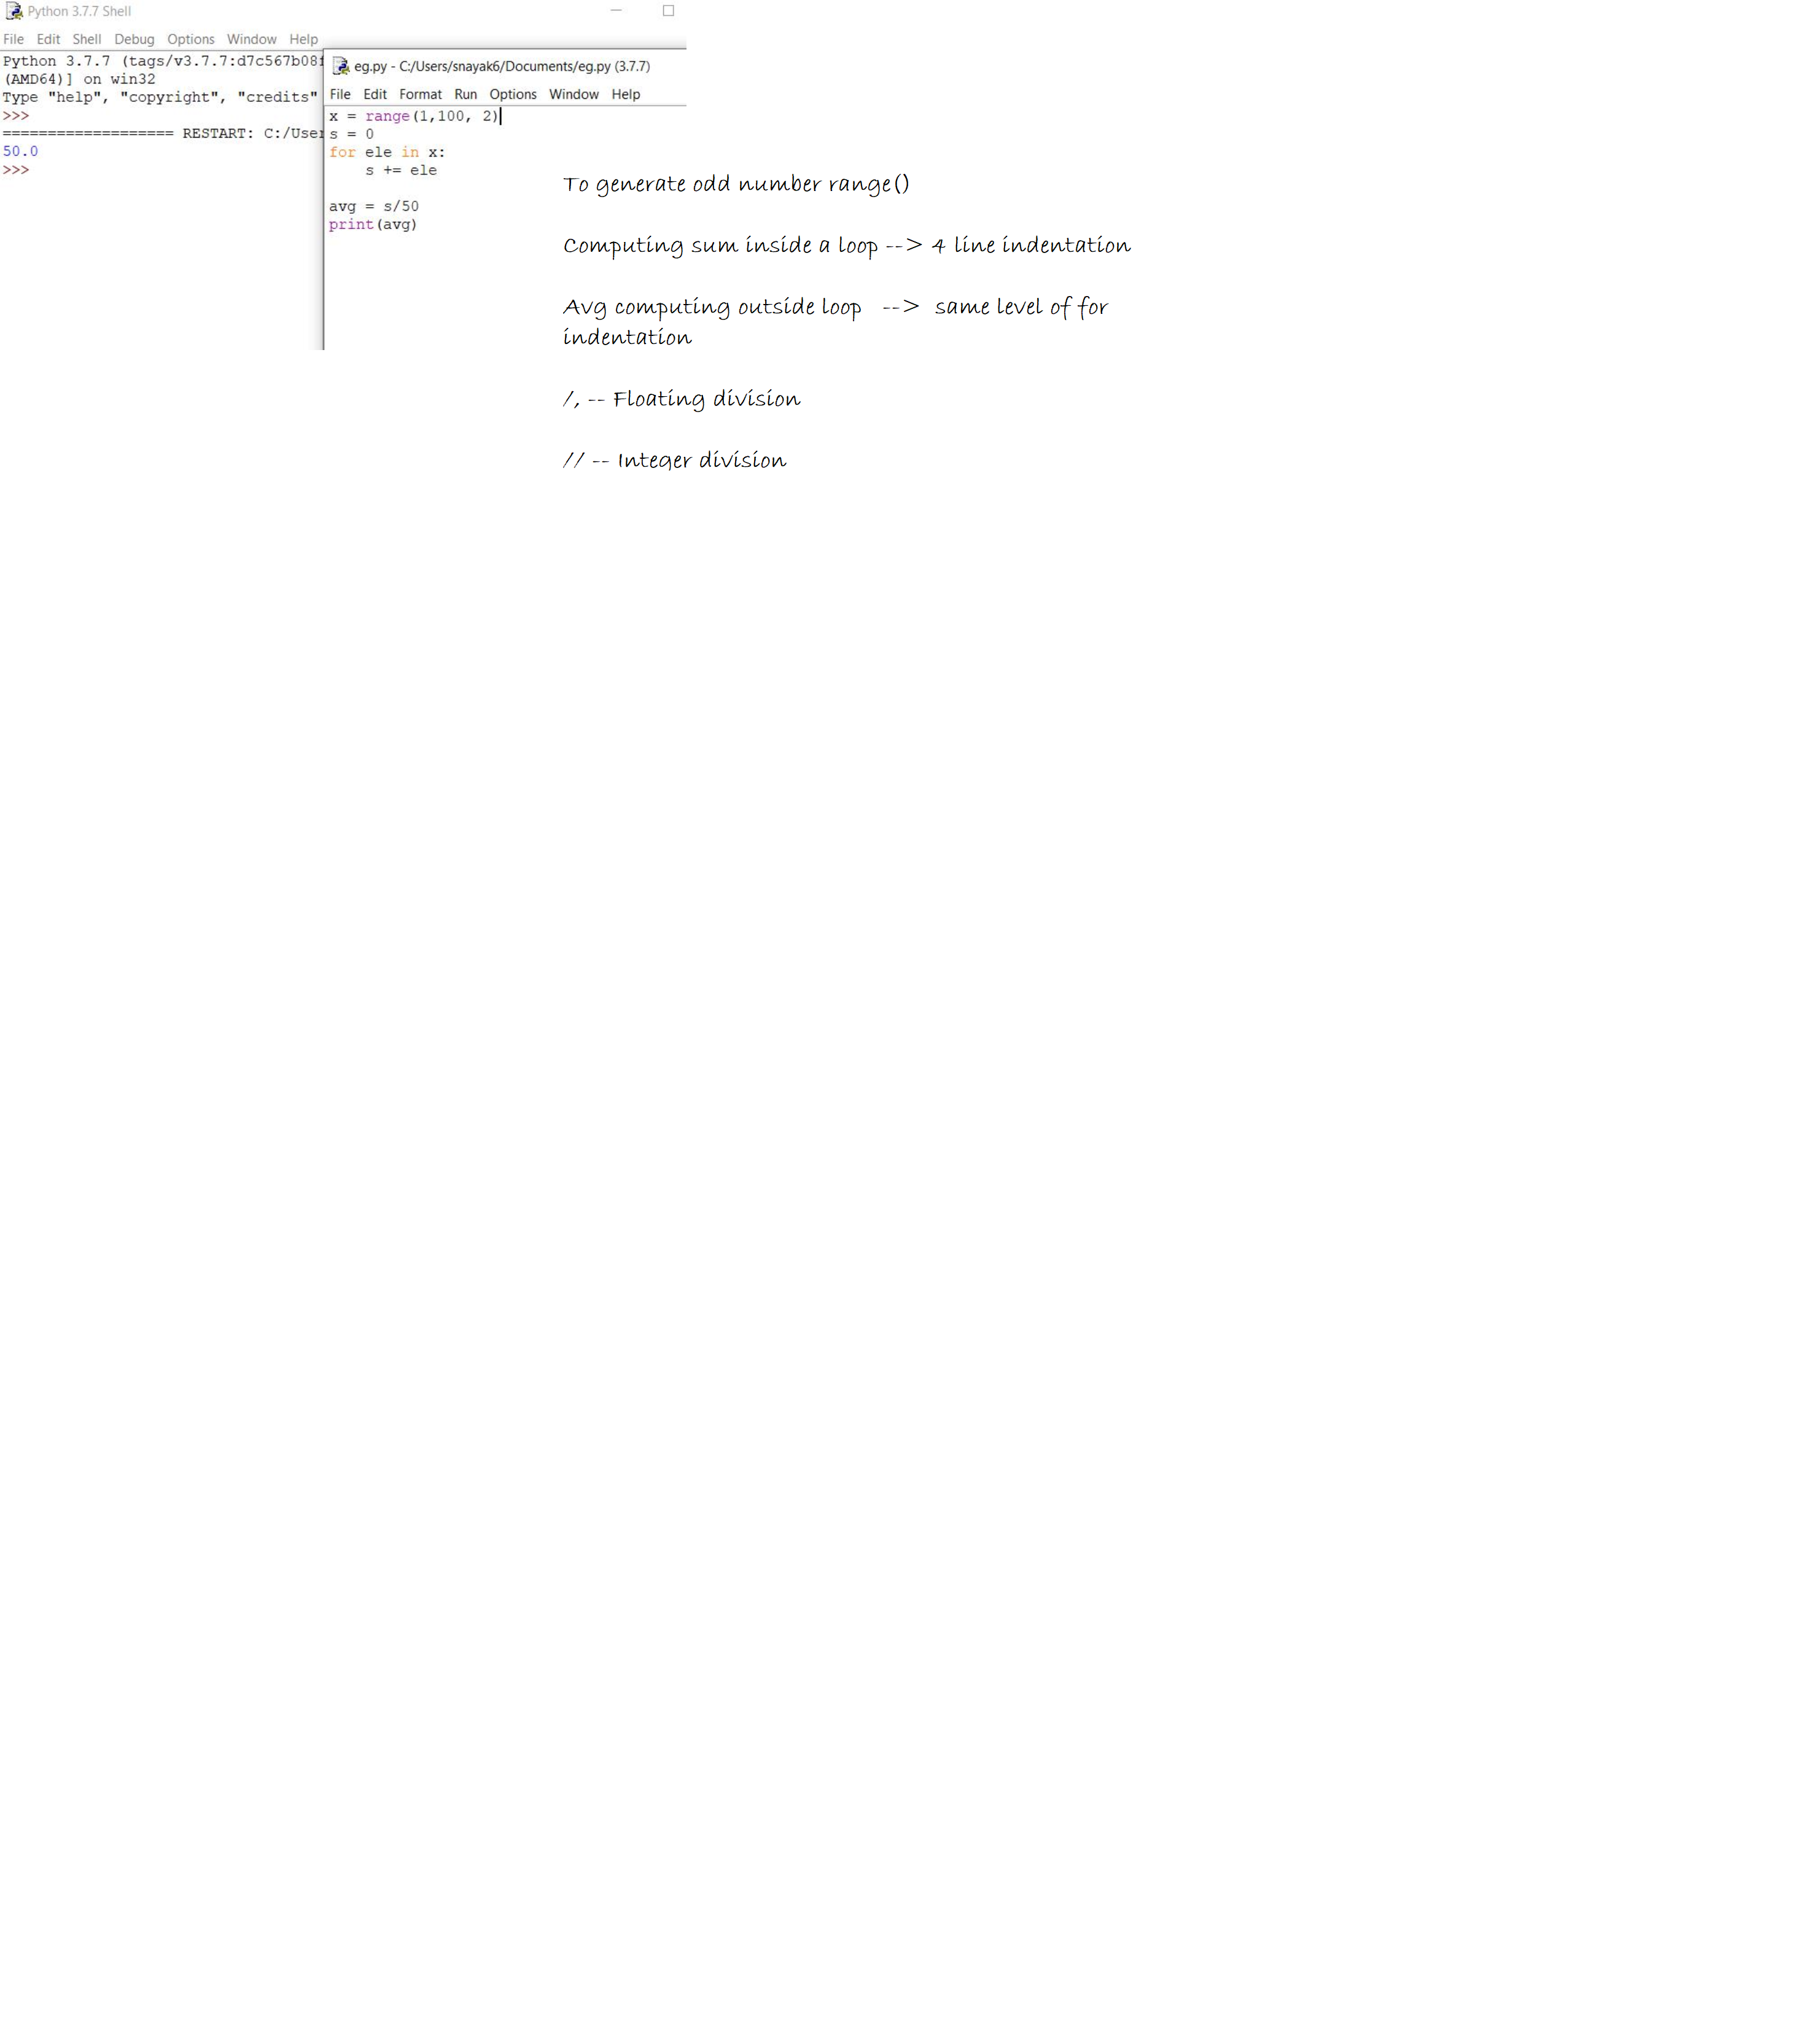 Python 3.7.7 Shell
File Edit Shell Debug Options Window Help
Python 3.7.7 (tags/v3.7.7:d7c567b08f
(AMD64)] on win32
Type "help", "copyright", "credits"
>>>
=================== RESTART: C:/User
50.0
>>>
eg.py - C:/Users/snayak6/Documents/eg.py (3.7.7)
File Edit Format Run Options Window Help
x = range(1,100, 2)
s = 0
for ele in x:
    s += ele
avg = s/50
print(avg)
To generate odd number range()
Computing sum inside a loop --> 4 line indentation
Avg computing outside loop --> same level of for
indentation
/, -- Floating division
// -- Integer division